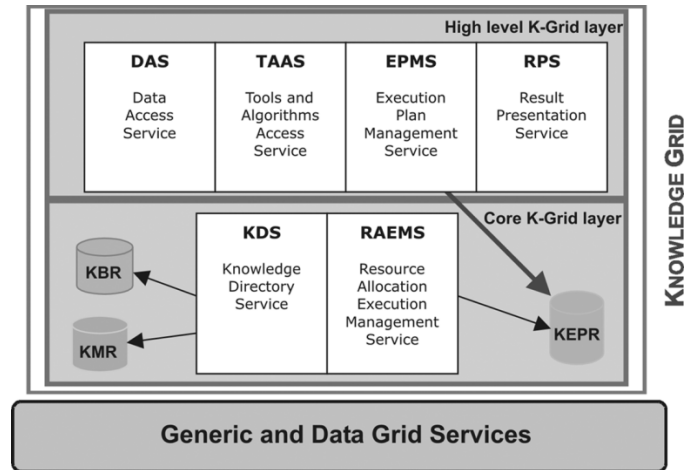 High level K-Grid layer
DAS
Data
Access
Service
TAAS
Tools and
Algorithms
Access
Service
EPMS
Execution
Plan
Management
Service
RPS
Result
Presentation
Service
KNOWLEDGE GRID
Core K-Grid layer
KBR
KMR
KDS
Knowledge
Directory
Service
RAEMS
Resource
Allocation
Execution
Management
Service
KEPR
Generic and Data Grid Services